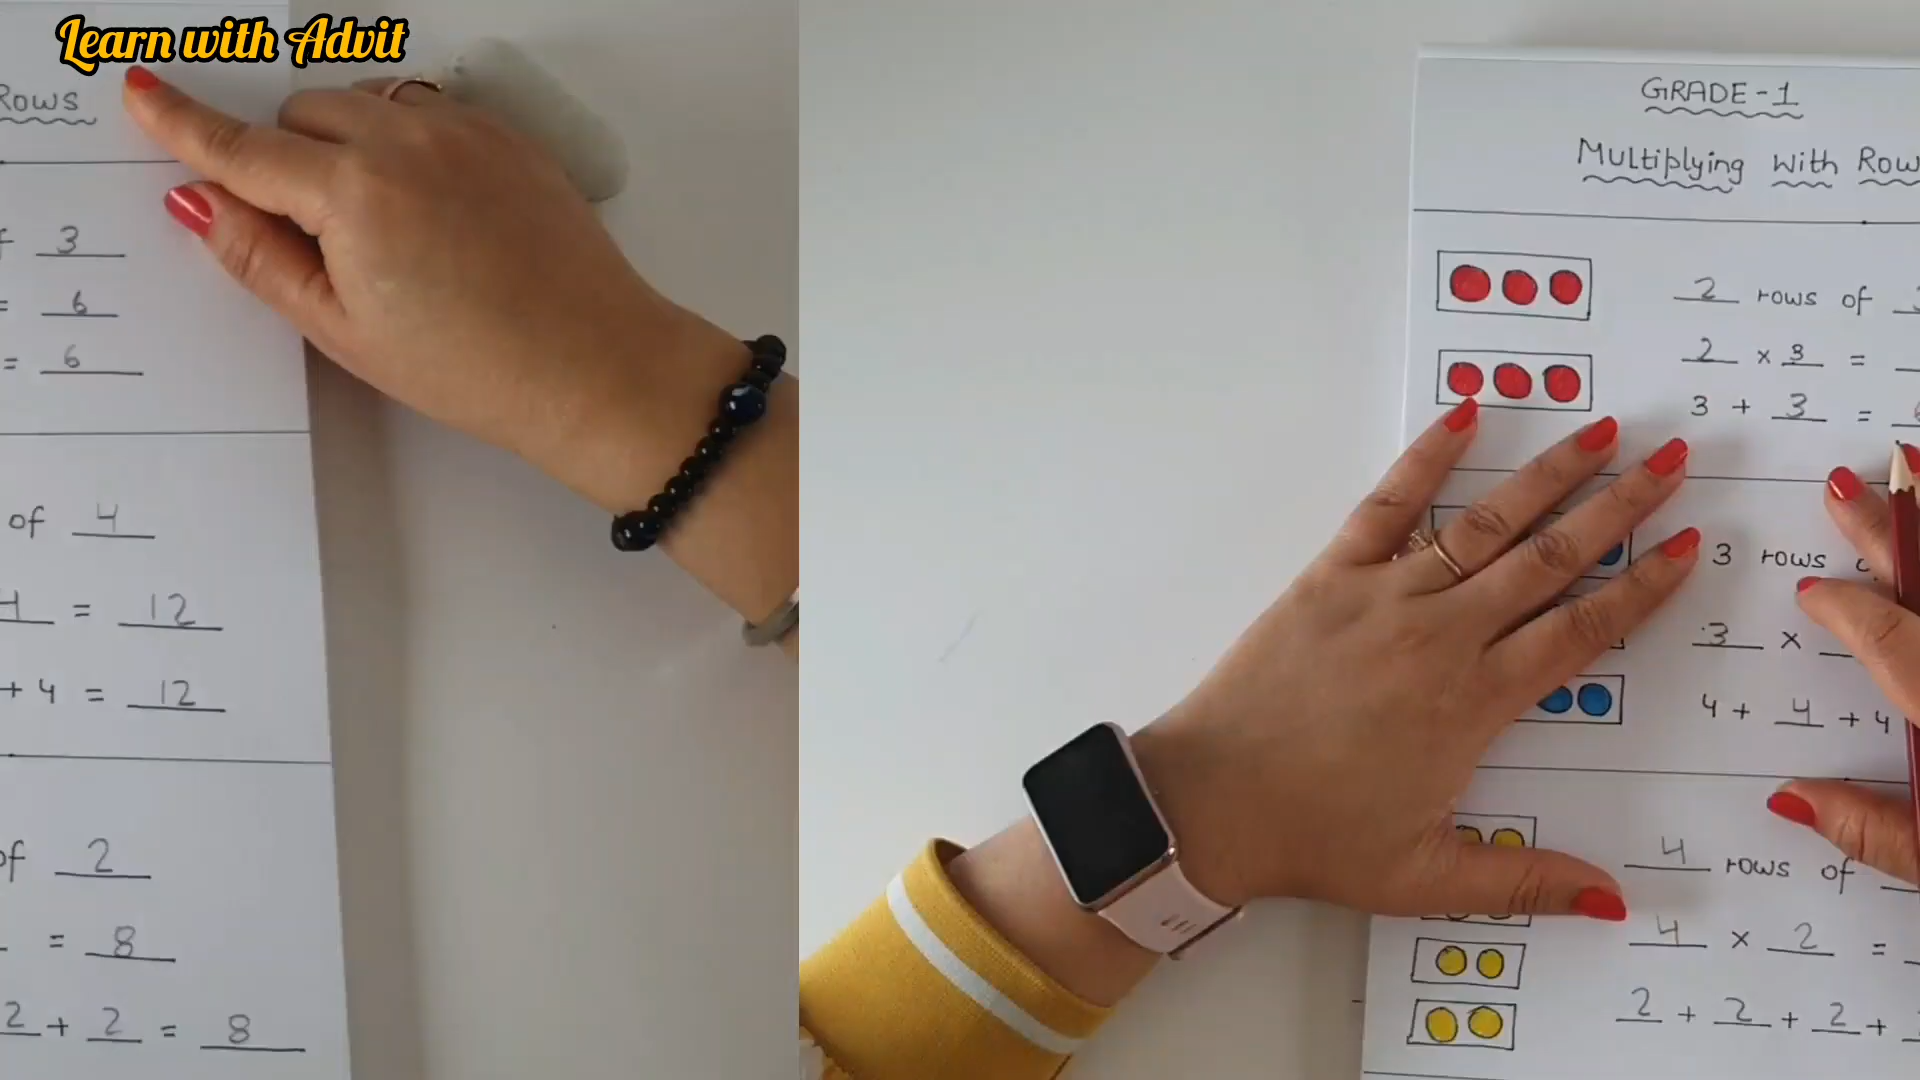 Learn with Advit
Rows
3
= 6
= 6
of 4
4 = 12
+ 4 = 12
of 2
= 8
2 + 2 = 8
GRADE-1
Multiplying with Row
2 rows of 3
2 x 3 =
3 + 3 = 6
3 rows
3 x
4 + 4 + 4
4 rows of
4 x 2 =
2 + 2 + 2 +